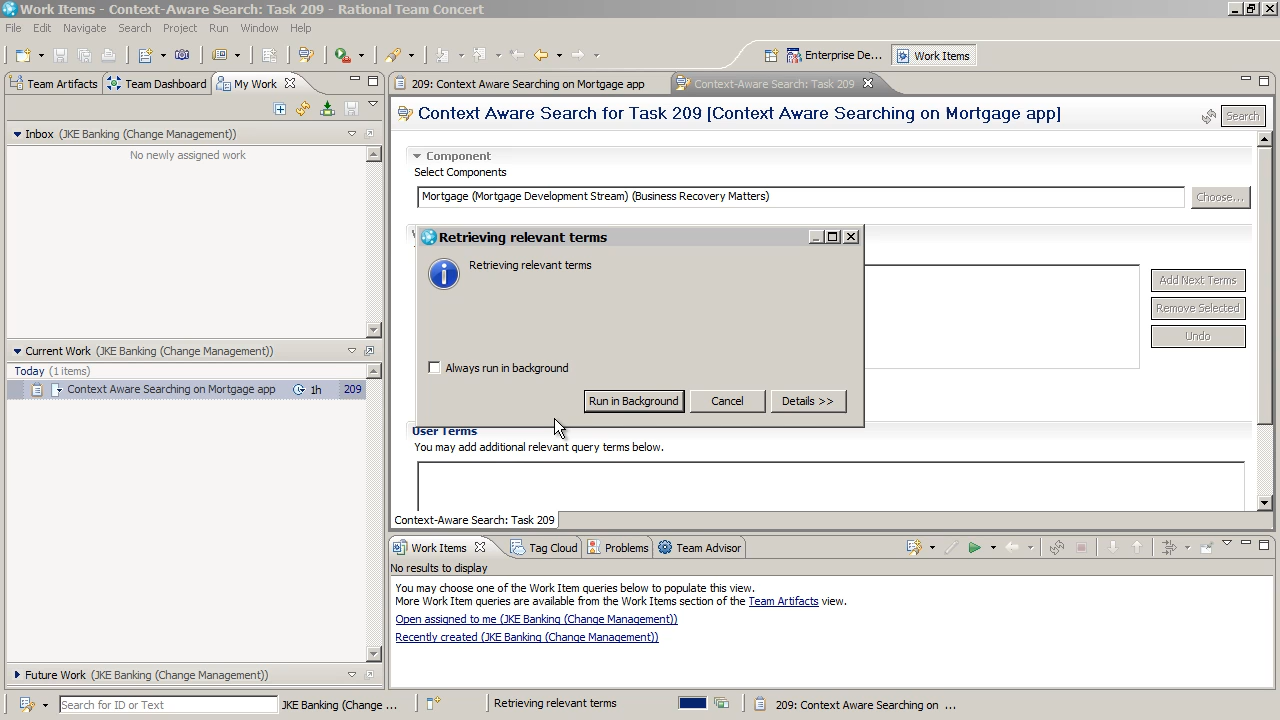 Work Items - Context-Aware Search: Task 209 - Rational Team Concert
File Edit Navigate Search Project Run Window Help
Enterprise De... Work Items
Team Artifacts Team Dashboard My Work
209: Context Aware Searching on Mortgage app Context-Aware Search: Task 209
Context Aware Search for Task 209 [Context Aware Searching on Mortgage app] Search
Inbox (JKE Banking (Change Management))
No newly assigned work
Component
Select Components
Mortgage (Mortgage Development Stream) (Business Recovery Matters) Choose...
Retrieving relevant terms
Retrieving relevant terms
Always run in background
Run in Background Cancel Details >>
Add Next Terms
Remove Selected
Undo
Current Work (JKE Banking (Change Management))
Today (1 items)
Context Aware Searching on Mortgage app 1h 209
User Terms
You may add additional relevant query terms below.
Context-Aware Search: Task 209
Work Items Tag Cloud Problems Team Advisor
No results to display
You may choose one of the Work Item queries below to populate this view.
More Work Item queries are available from the Work Items section of the Team Artifacts view.
Open assigned to me (JKE Banking (Change Management))
Recently created (JKE Banking (Change Management))
Future Work (JKE Banking (Change Management))
Search for ID or Text JKE Banking (Change ... Retrieving relevant terms 209: Context Aware Searching on ...